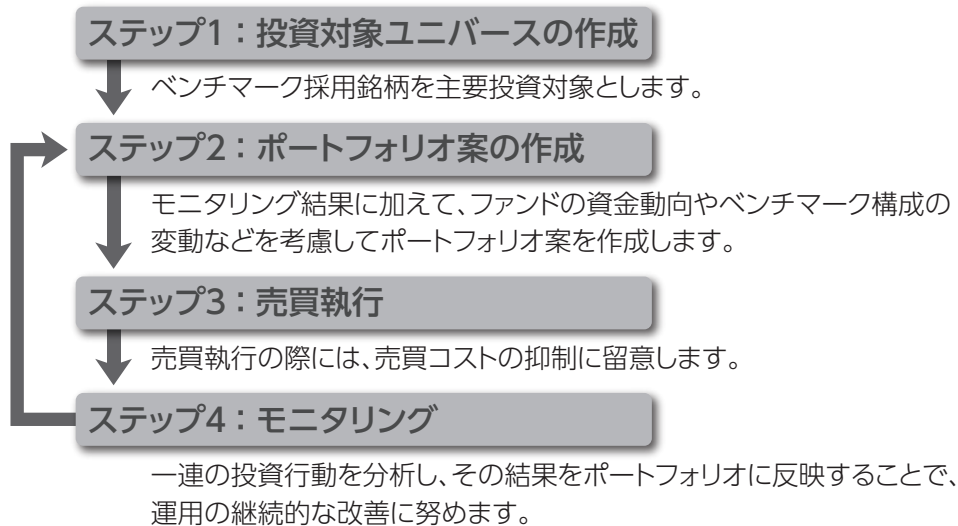 ステップ1：投資対象ユニバースの作成
ベンチマーク採用銘柄を主要投資対象とします。
ステップ2：ポートフォリオ案の作成
モニタリング結果に加えて、ファンドの資金動向やベンチマーク構成の
変動などを考慮してポートフォリオ案を作成します。
ステップ3：売買執行
売買執行の際には、売買コストの抑制に留意します。
ステップ4：モニタリング
一連の投資行動を分析し、その結果をポートフォリオに反映することで、
運用の継続的な改善に努めます。